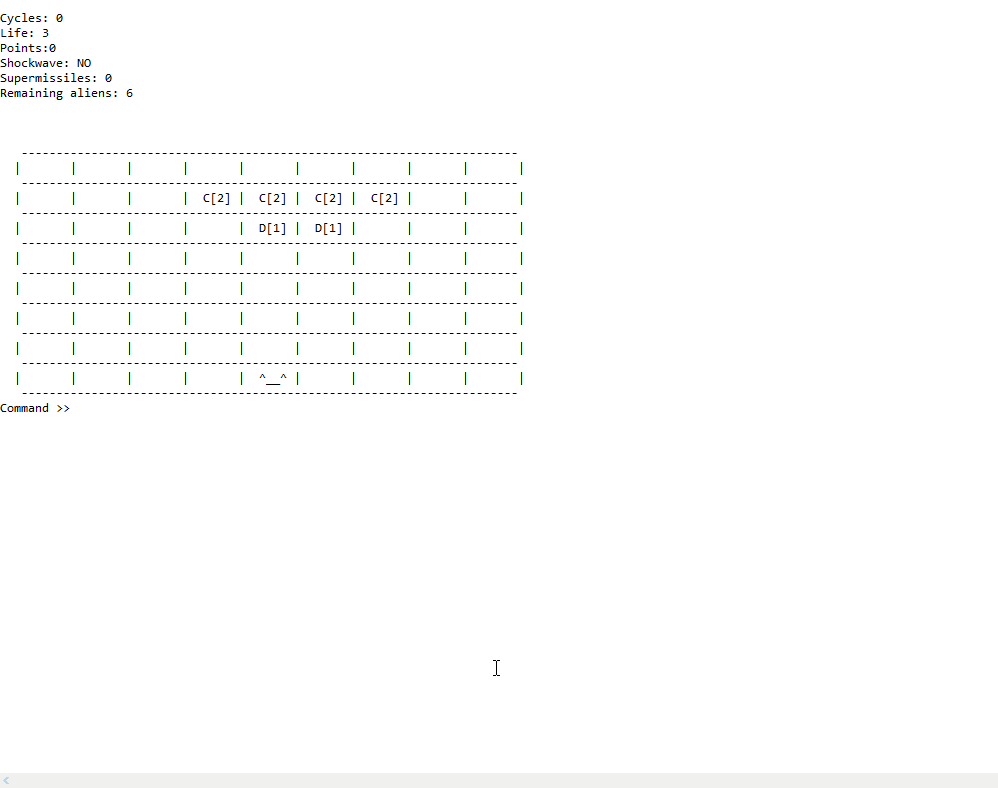 Cycles: 0
Life: 3
Points:0
Shockwave: NO
Supermissiles: 0
Remaining aliens: 6
C[2] | C[2] | C[2] | C[2]
D[1] | D[1]
^__^
Command >>